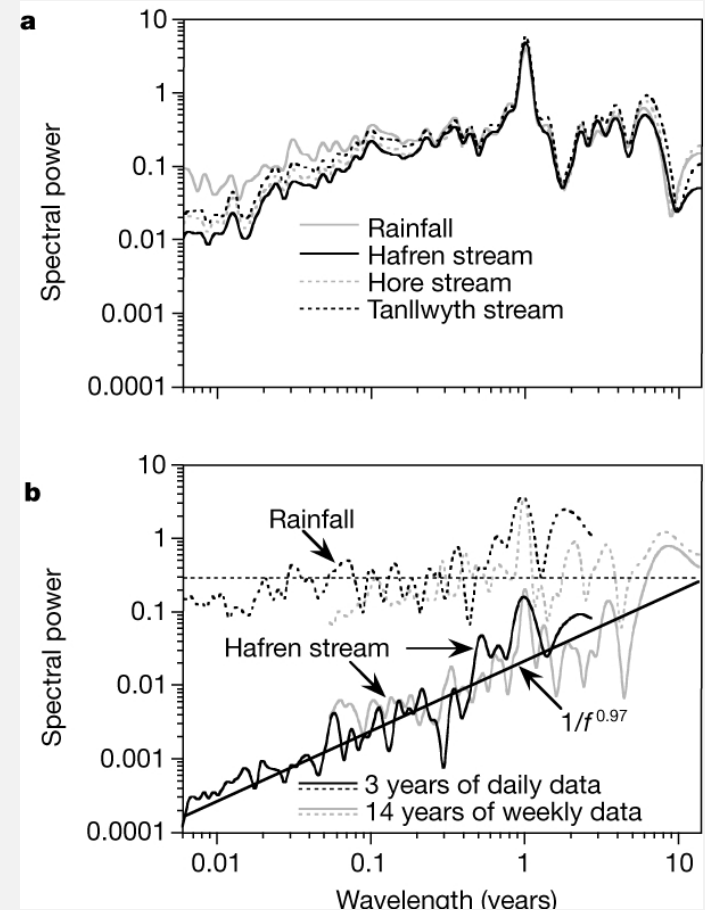 a
10
1
0.1
0.01
0.001
0.0001
Spectral power
Rainfall
Hafren stream
Hore stream
Tanllwyth stream
b
10
1
0.1
0.01
0.001
0.0001
Spectral power
Rainfall
Hafren stream
1/f^0.97
3 years of daily data
14 years of weekly data
0.01 0.1 1 10
Wavelength (years)